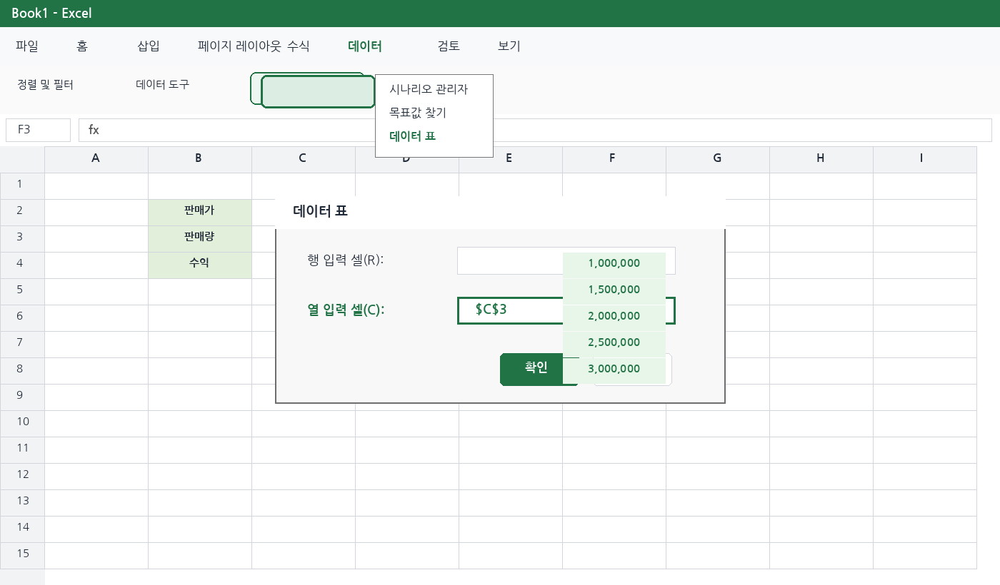 Book1 - Excel
파일 홈 삽입 페이지 레이아웃 수식 데이터 검토 보기
정렬 및 필터 데이터 도구
시나리오 관리자
목표값 찾기
데이터 표
F3 fx
A B C D E F G H I
1
2 판매가
3 판매량
4 수익
5
6
7
8
9
10
11
12
13
14
15
데이터 표
행 입력 셀(R):
열 입력 셀(C): $C$3
확인
1,000,000
1,500,000
2,000,000
2,500,000
3,000,000